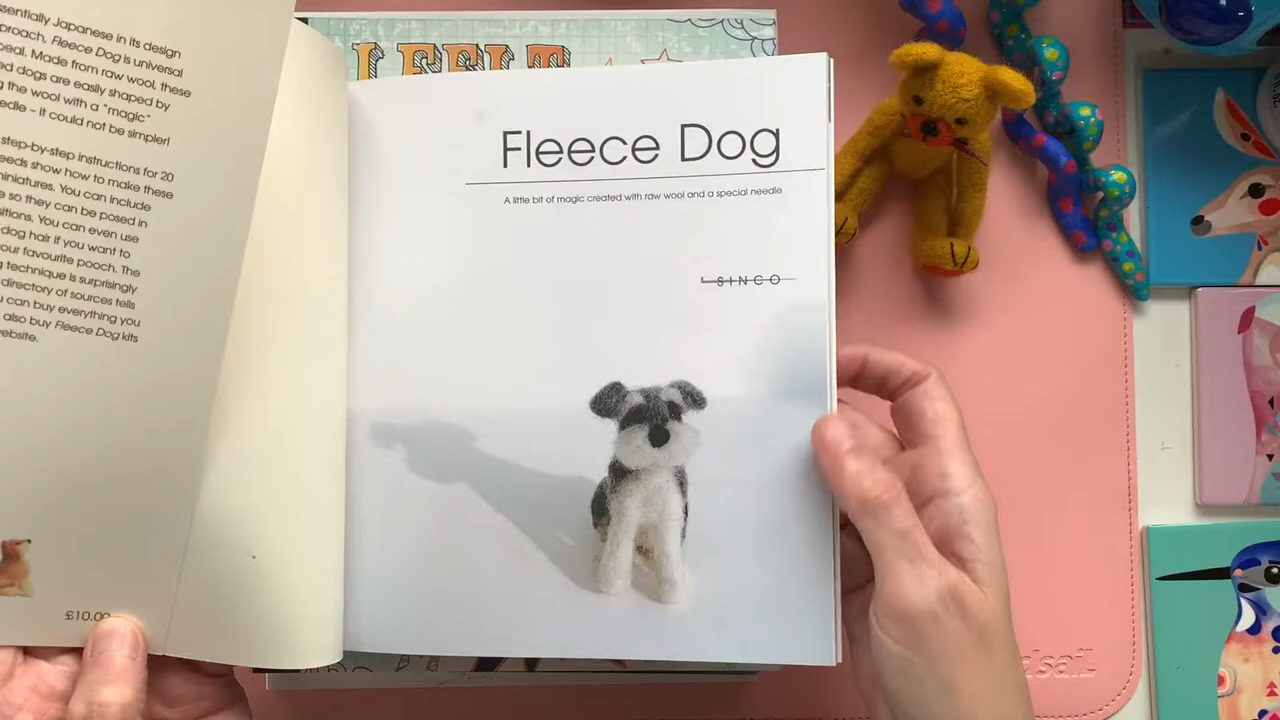 ssentially Japanese in its design
proach, Fleece Dog is universal
peal. Made from raw wool, these
ed dogs are easily shaped by
g the wool with a “magic”
edle – it could not be simpler!
step-by-step instructions for 20
eeds show how to make these
miniatures. You can include
e so they can be posed in
sitions. You can even use
dog hair if you want to
our favourite pooch. The
g technique is surprisingly
directory of sources tells
u can buy everything you
also buy Fleece Dog kits
ebsite.
£10.00
I FELT
Fleece Dog
A little bit of magic created with raw wool and a special needle
SINCO